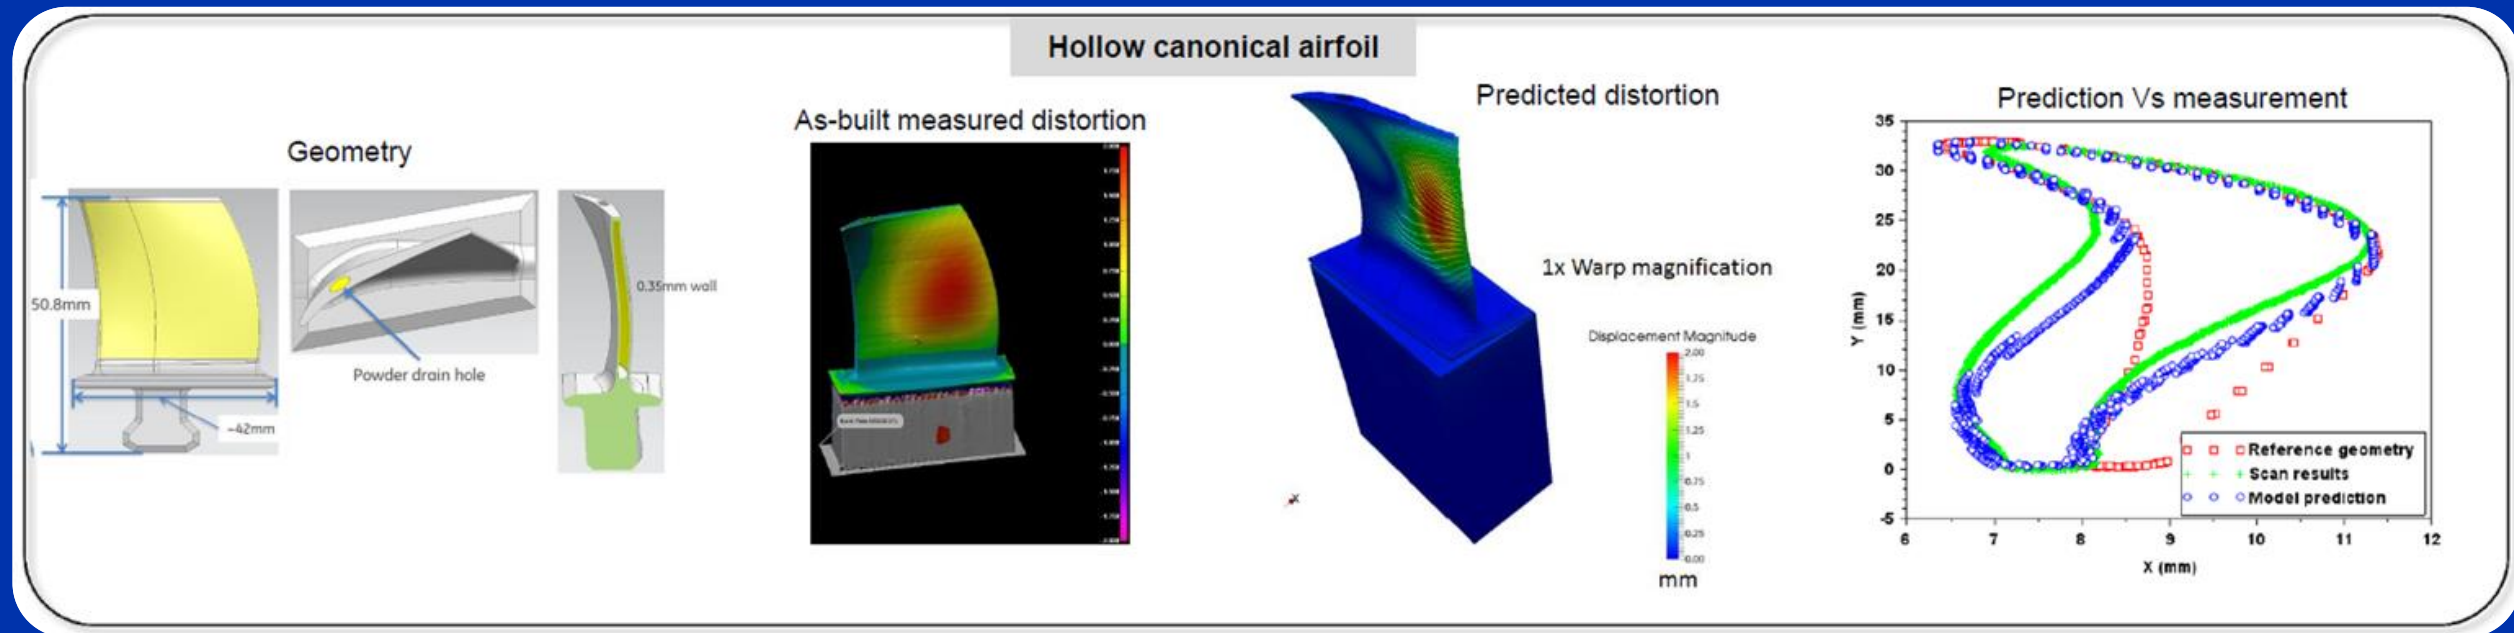 Hollow canonical airfoil
Geometry
50.8mm
~42mm
Powder drain hole
0.35mm wall
As-built measured distortion
Predicted distortion
1x Warp magnification
Displacement Magnitude
2.00
1.75
1.5
1.25
1
0.75
0.5
0.25
0.00
mm
X
Prediction Vs measurement
35
30
25
20
15
10
5
0
-5
Y (mm)
6 7 8 9 10 11 12
X (mm)
Reference geometry
Scan results
Model prediction